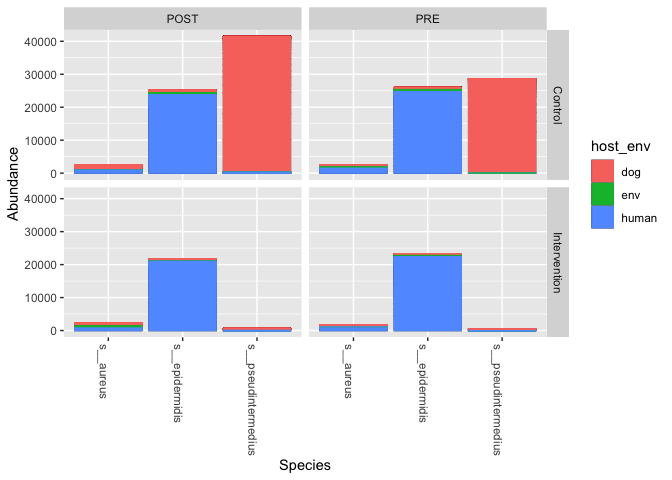 POST
PRE
40000
30000
20000
10000
0
Control
40000
30000
20000
10000
0
Intervention
Abundance
s__aureus
s__epidermidis
s__pseudintermedius
s__aureus
s__epidermidis
s__pseudintermedius
Species
host_env
dog
env
human